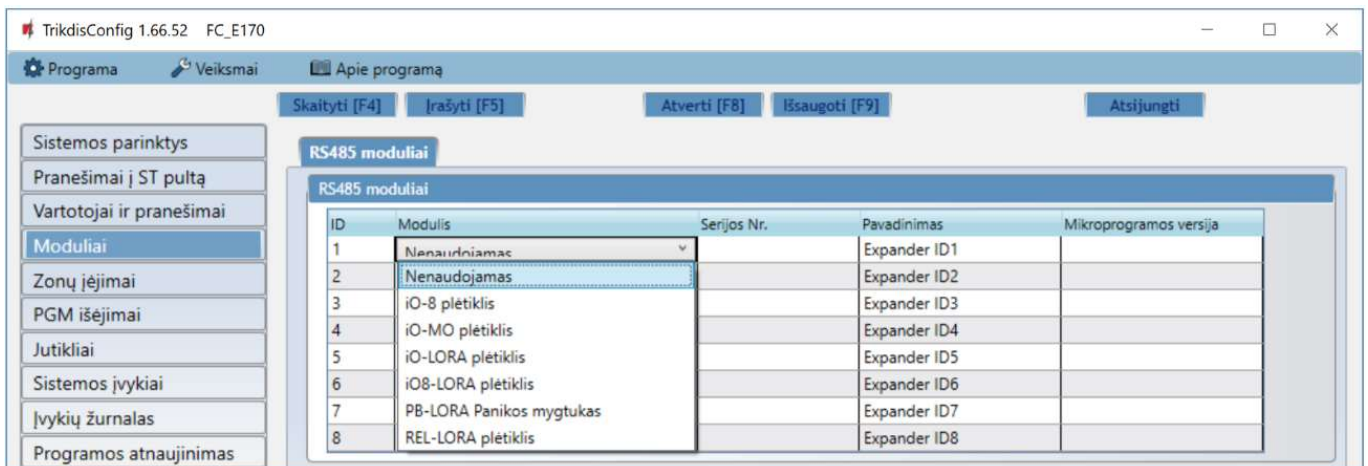 TrikdisConfig 1.66.52 FC_E170
Programa Veiksmai Apie programą
Skaityti [F4] Įrašyti [F5] Atverti [F8] Išsaugoti [F9] Atsijungti
Sistemos parinktys
Pranešimai į ST pultą
Vartotojai ir pranešimai
Moduliai
Zonų įėjimai
PGM išėjimai
Jutikliai
Sistemos įvykiai
Įvykių žurnalas
Programos atnaujinimas
RS485 moduliai
RS485 moduliai
ID Modulis Serijos Nr. Pavadinimas Mikroprogramos versija
1 Nenaudojamas Expander ID1
2 Nenaudojamas Expander ID2
3 iO-8 plėtiklis Expander ID3
4 iO-MO plėtiklis Expander ID4
5 iO-LORA plėtiklis Expander ID5
6 iO8-LORA plėtiklis Expander ID6
7 PB-LORA Panikos mygtukas Expander ID7
8 REL-LORA plėtiklis Expander ID8